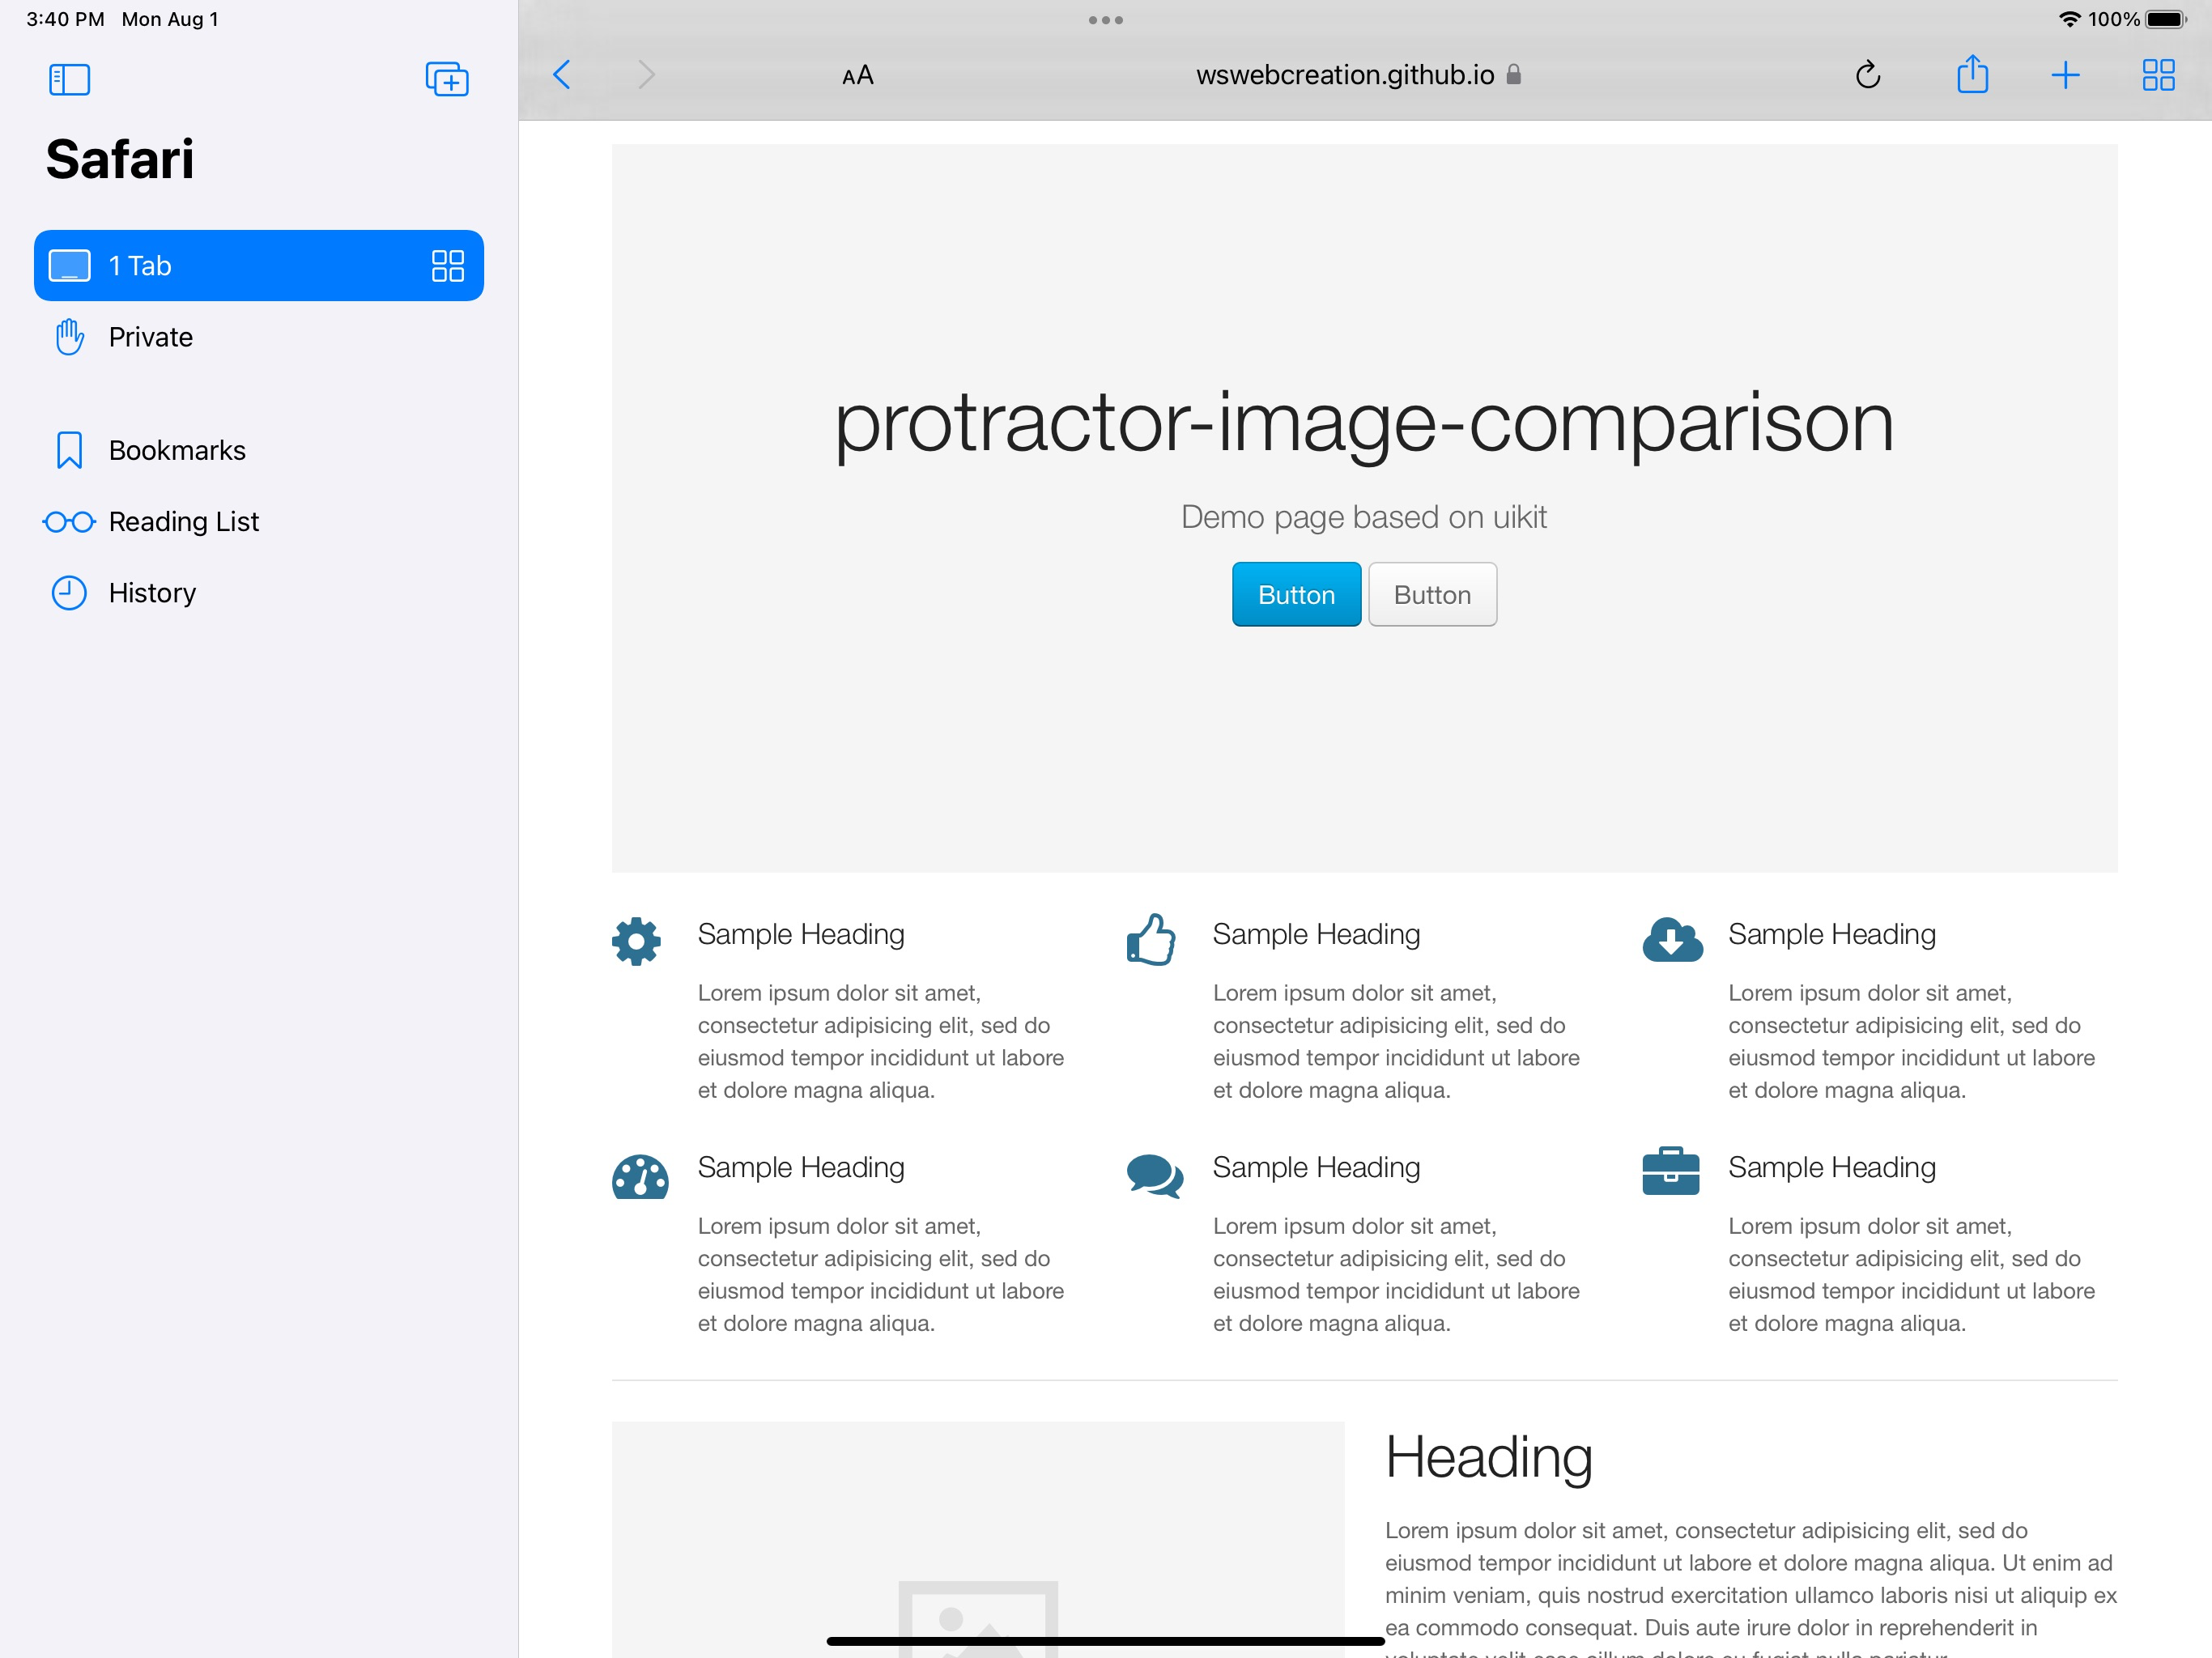 3:40 PM Mon Aug 1
100%
Safari
1 Tab
Private
Bookmarks
Reading List
History
AA
wswebcreation.github.io
protractor-image-comparison
Demo page based on uikit
Button Button
Sample Heading
Lorem ipsum dolor sit amet,
consectetur adipisicing elit, sed do
eiusmod tempor incididunt ut labore
et dolore magna aliqua.
Sample Heading
Lorem ipsum dolor sit amet,
consectetur adipisicing elit, sed do
eiusmod tempor incididunt ut labore
et dolore magna aliqua.
Sample Heading
Lorem ipsum dolor sit amet,
consectetur adipisicing elit, sed do
eiusmod tempor incididunt ut labore
et dolore magna aliqua.
Sample Heading
Lorem ipsum dolor sit amet,
consectetur adipisicing elit, sed do
eiusmod tempor incididunt ut labore
et dolore magna aliqua.
Sample Heading
Lorem ipsum dolor sit amet,
consectetur adipisicing elit, sed do
eiusmod tempor incididunt ut labore
et dolore magna aliqua.
Sample Heading
Lorem ipsum dolor sit amet,
consectetur adipisicing elit, sed do
eiusmod tempor incididunt ut labore
et dolore magna aliqua.
Heading
Lorem ipsum dolor sit amet, consectetur adipisicing elit, sed do
eiusmod tempor incididunt ut labore et dolore magna aliqua. Ut enim ad
minim veniam, quis nostrud exercitation ullamco laboris nisi ut aliquip ex
ea commodo consequat. Duis aute irure dolor in reprehenderit in